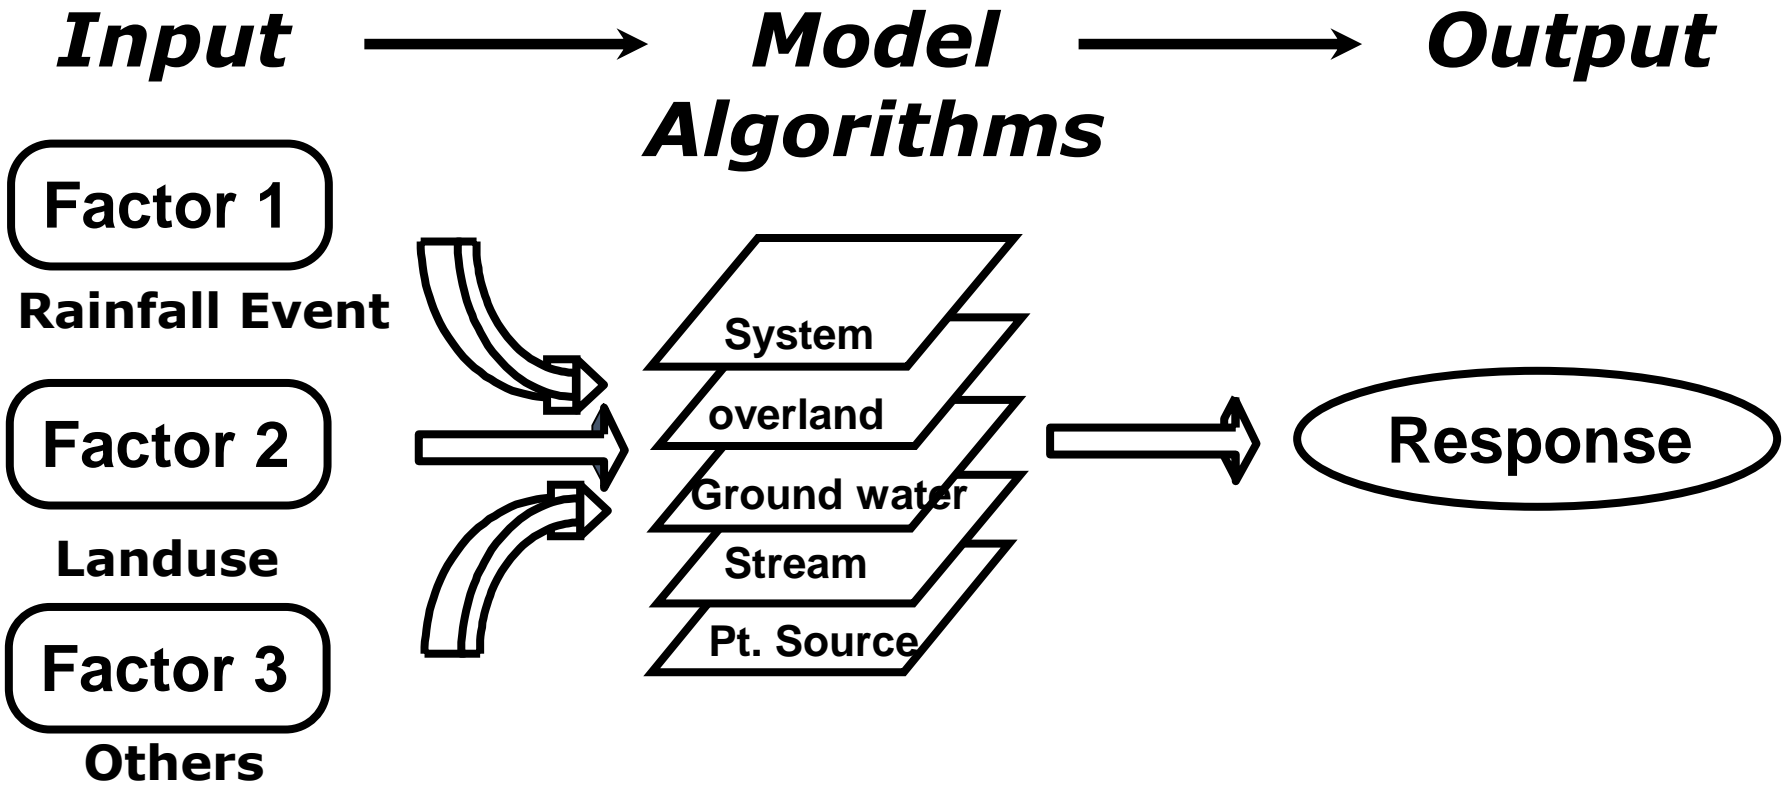 Input
Model
Algorithms
Output
Factor 1
Rainfall Event
Factor 2
Landuse
Factor 3
Others
System
overland
Ground water
Stream
Pt. Source
Response